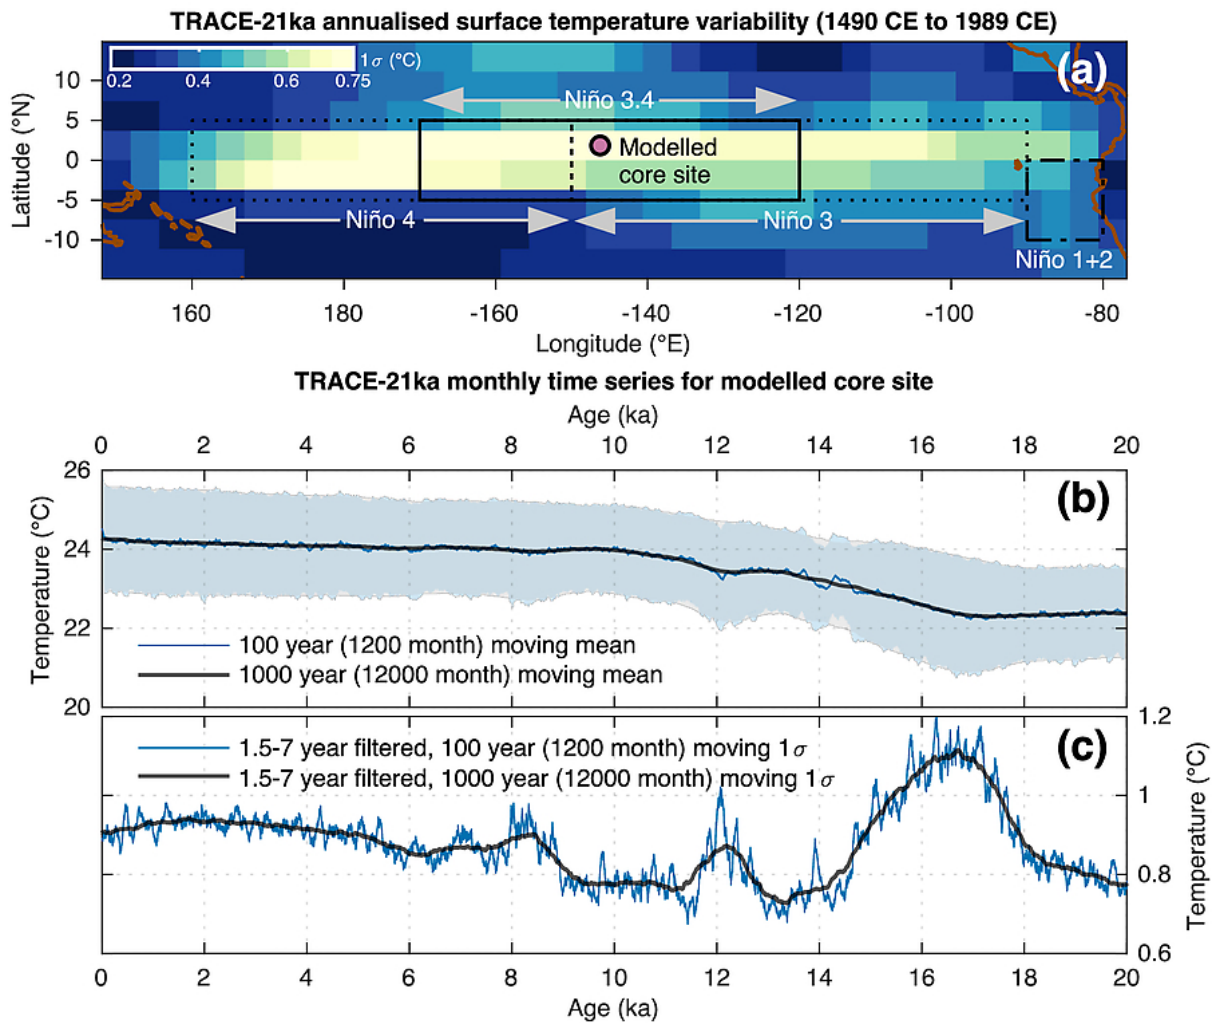 TRACE-21ka annualised surface temperature variability (1490 CE to 1989 CE)
1σ (°C)
0.2 0.4 0.6 0.75
(a)
Niño 3.4
Modelled
core site
Niño 4
Niño 3
Niño 1+2
10
5
0
-5
-10
Latitude (°N)
160 180 -160 -140 -120 -100 -80
Longitude (°E)
TRACE-21ka monthly time series for modelled core site
Age (ka)
0 2 4 6 8 10 12 14 16 18 20
26
24
22
20
Temperature (°C)
(b)
100 year (1200 month) moving mean
1000 year (12000 month) moving mean
(c)
1.5-7 year filtered, 100 year (1200 month) moving 1σ
1.5-7 year filtered, 1000 year (12000 month) moving 1σ
1.2
1
0.8
0.6
Temperature (°C)
0 2 4 6 8 10 12 14 16 18 20
Age (ka)